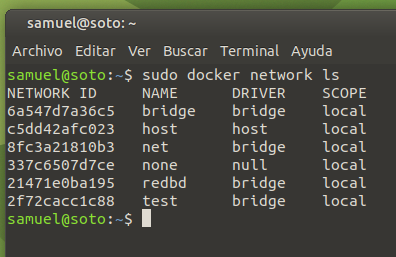 samuel@soto: ~
Archivo Editar Ver Buscar Terminal Ayuda
samuel@soto:~$ sudo docker network ls
NETWORK ID NAME DRIVER SCOPE
6a547d7a36c5 bridge bridge local
c5dd42afc023 host host local
8fc3a21810b3 net bridge local
337c6507d7ce none null local
21471e0ba195 redbd bridge local
2f72cacc1c88 test bridge local
samuel@soto:~$